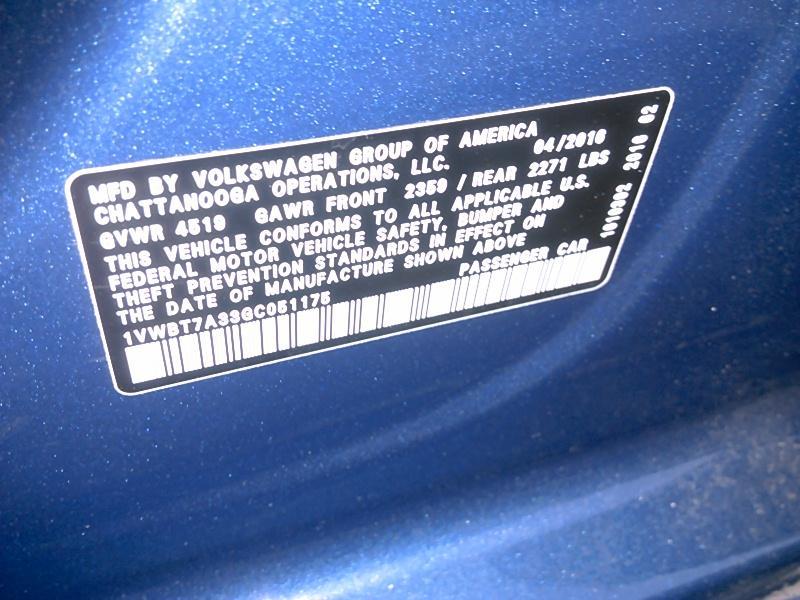 MFD BY VOLKSWAGEN GROUP OF AMERICA
CHATTANOOGA OPERATIONS, LLC. 04/2016
GVWR 4519 GAWR FRONT 2359 / REAR 2271 LBS
THIS VEHICLE CONFORMS TO ALL APPLICABLE U.S.
FEDERAL MOTOR VEHICLE SAFETY, BUMPER AND
THEFT PREVENTION STANDARDS IN EFFECT ON
THE DATE OF MANUFACTURE SHOWN ABOVE
1VWBT7A33GC051175 PASSENGER CAR
2016 02